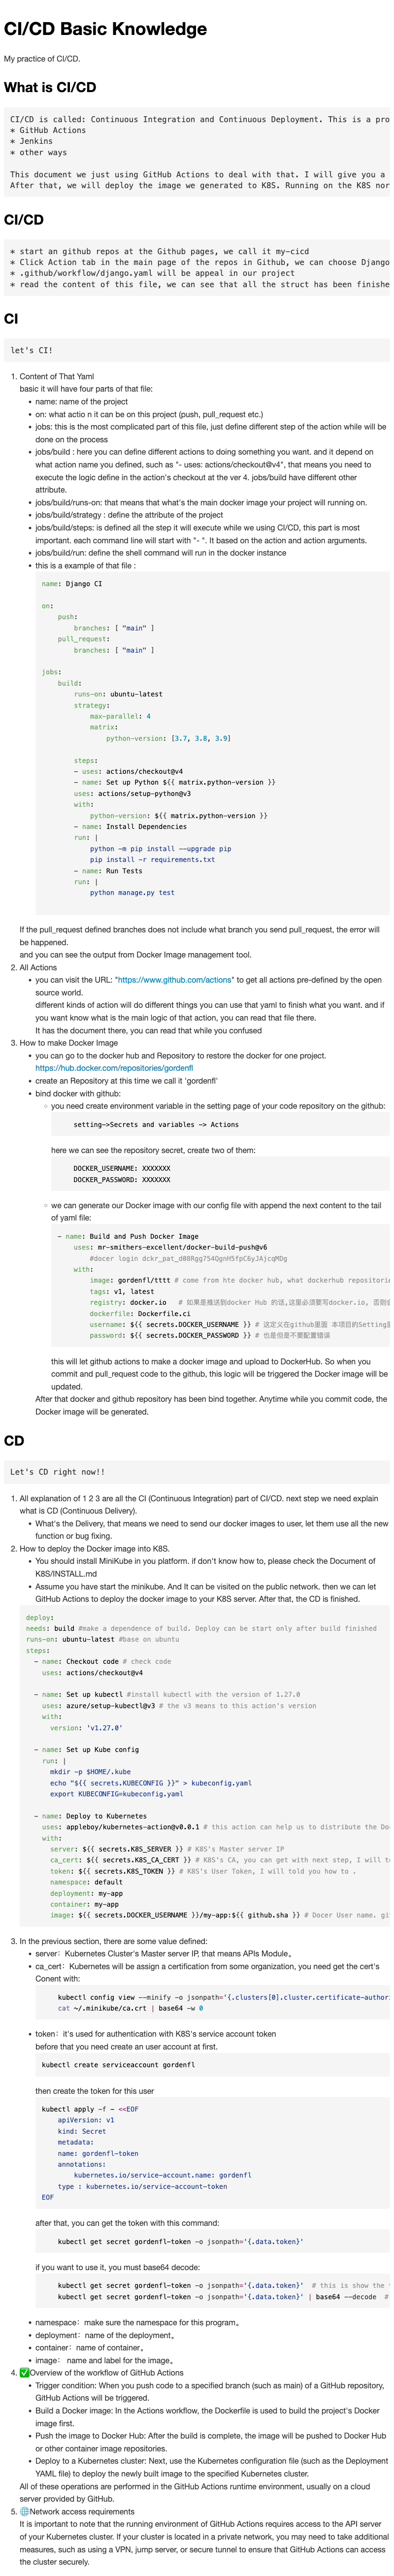 CI/CD Basic Knowledge
My practice of CI/CD.
What is CI/CD
CI/CD is called: Continuous Integration and Continuous Deployment. This is a pro
* GitHub Actions
* Jenkins
* other ways
This document we just using GitHub Actions to deal with that. I will give you a
After that, we will deploy the image we generated to K8S. Running on the K8S nor
CI/CD
* start an github repos at the Github pages, we call it my-cicd
* Click Action tab in the main page of the repos in Github, we can choose Django
* .github/workflow/django.yaml will be appeal in our project
* read the content of this file, we can see that all the struct has been finishe
CI
let's CI!
1. Content of That Yaml
basic it will have four parts of that file:
• name: name of the project
• on: what actio n it can be on this project (push, pull_request etc.)
• jobs: this is the most complicated part of this file, just define different step of the action while will be
done on the process
• jobs/build : here you can define different actions to doing something you want. and it depend on
what action name you defined, such as "- uses: actions/checkout@v4", that means you need to
execute the logic define in the action's checkout at the ver 4. jobs/build have different other
attribute.
• jobs/build/runs-on: that means that what's the main docker image your project will running on.
• jobs/build/strategy : define the attribute of the project
• jobs/build/steps: is defined all the step it will execute while we using CI/CD, this part is most
important. each command line will start with "- ". It based on the action and action arguments.
• jobs/build/run: define the shell command will run in the docker instance
• this is a example of that file :
name: Django CI
on:
push:
branches: [ "main" ]
pull_request:
branches: [ "main" ]
jobs:
build:
runs-on: ubuntu-latest
strategy:
max-parallel: 4
matrix:
python-version: [3.7, 3.8, 3.9]
steps:
- uses: actions/checkout@v4
- name: Set up Python ${{ matrix.python-version }}
uses: actions/setup-python@v3
with:
python-version: ${{ matrix.python-version }}
- name: Install Dependencies
run: |
python -m pip install --upgrade pip
pip install -r requirements.txt
- name: Run Tests
run: |
python manage.py test
If the pull_request defined branches does not include what branch you send pull_request, the error will
be happened.
and you can see the output from Docker Image management tool.
2. All Actions
• you can visit the URL: "https://www.github.com/actions" to get all actions pre-defined by the open
source world.
different kinds of action will do different things you can use that yaml to finish what you want. and if
you want know what is the main logic of that action, you can read that file there.
It has the document there, you can read that while you confused
3. How to make Docker Image
• you can go to the docker hub and Repository to restore the docker for one project.
https://hub.docker.com/repositories/gordenfl
• create an Repository at this time we call it 'gordenfl'
• bind docker with github:
◦ you need create environment variable in the setting page of your code repository on the github:
setting->Secrets and variables -> Actions
here we can see the repository secret, create two of them:
DOCKER_USERNAME: XXXXXXX
DOCKER_PASSWORD: XXXXXXX
◦ we can generate our Docker image with our config file with append the next content to the tail
of yaml file:
- name: Build and Push Docker Image
uses: mr-smithers-excellent/docker-build-push@v6
with:
image: gordenfl/tttt # come from hte docker hub, what dockerhub repositorie
tags: v1, latest
registry: docker.io # 如果是推送到docker Hub 的话,这里必须要写docker.io, 否则会
dockerfile: Dockerfile.ci
username: ${{ secrets.DOCKER_USERNAME }} # 这定义在github里面 本项目的Setting里
password: ${{ secrets.DOCKER_PASSWORD }} # 也是但是不要配置错误
this will let github actions to make a docker image and upload to DockerHub. So when you
commit and pull_request code to the github, this logic will be triggered the Docker image will be
updated.
After that docker and github repository has been bind together. Anytime while you commit code, the
Docker image will be generated.
CD
Let's CD right now!!
1. All explanation of 1 2 3 are all the CI (Continuous Integration) part of CI/CD. next step we need explain
what is CD (Continuous Delivery).
• What's the Delivery, that means we need to send our docker images to user, let them use all the new
function or bug fixing.
2. How to deploy the Docker image into K8S.
• You should install MiniKube in you platform. if don't know how to, please check the Document of
K8S/INSTALL.md
• Assume you have start the minikube. And It can be visited on the public network. then we can let
GitHub Actions to deploy the docker image to your K8S server. After that, the CD is finished.
deploy:
needs: build #make a dependence of build. Deploy can be start only after build finished
runs-on: ubuntu-latest #base on ubuntu
steps:
- name: Checkout code # check code
uses: actions/checkout@v4
- name: Set up kubectl #install kubectl with the version of 1.27.0
uses: azure/setup-kubectl@v3 # the v3 means to this action's version
with:
version: 'v1.27.0'
- name: Set up Kube config
run: |
mkdir -p $HOME/.kube
echo "${{ secrets.KUBECONFIG }}" > kubeconfig.yaml
export KUBECONFIG=kubeconfig.yaml
- name: Deploy to Kubernetes
uses: appleboy/kubernetes-action@v0.0.1 # this action can help us to distribute the Do
with:
server: ${{ secrets.K8S_SERVER }} # K8S's Master server IP
ca_cert: ${{ secrets.K8S_CA_CERT }} # K8S's CA, you can get with next step, I will t
token: ${{ secrets.K8S_TOKEN }} # K8S's User Token, I will told you how to .
namespace: default
deployment: my-app
container: my-app
image: ${{ secrets.DOCKER_USERNAME }}/my-app:${{ github.sha }} # Docer User name. gi
3. In the previous section, there are some value defined:
• server：Kubernetes Cluster's Master server IP, that means APIs Module。
• ca_cert：Kubernetes will be assign a certification from some organization, you need get the cert's
Conent with:
kubectl config view --minify -o jsonpath='{.clusters[0].cluster.certificate-authori
cat ~/.minikube/ca.crt | base64 -w 0
• token：it's used for authentication with K8S's service account token
before that you need create an user account at first.
kubectl create serviceaccount gordenfl
then create the token for this user
kubectl apply -f - <<EOF
apiVersion: v1
kind: Secret
metadata:
name: gordenfl-token
annotations:
kubernetes.io/service-account.name: gordenfl
type : kubernetes.io/service-account-token
EOF
after that, you can get the token with this command:
kubectl get secret gordenfl-token -o jsonpath='{.data.token}'
if you want to use it, you must base64 decode:
kubectl get secret gordenfl-token -o jsonpath='{.data.token}' # this is show the
kubectl get secret gordenfl-token -o jsonpath='{.data.token}' | base64 --decode #
• namespace：make sure the namespace for this program。
• deployment：name of the deployment。
• container：name of container。
• image： name and label for the image。
4. ✅Overview of the workflow of GitHub Actions
• Trigger condition: When you push code to a specified branch (such as main) of a GitHub repository,
GitHub Actions will be triggered.
• Build a Docker image: In the Actions workflow, the Dockerfile is used to build the project's Docker
image first.
• Push the image to Docker Hub: After the build is complete, the image will be pushed to Docker Hub
or other container image repositories.
• Deploy to a Kubernetes cluster: Next, use the Kubernetes configuration file (such as the Deployment
YAML file) to deploy the newly built image to the specified Kubernetes cluster.
All of these operations are performed in the GitHub Actions runtime environment, usually on a cloud
server provided by GitHub.
5. 🌐Network access requirements
It is important to note that the running environment of GitHub Actions requires access to the API server
of your Kubernetes cluster. If your cluster is located in a private network, you may need to take additional
measures, such as using a VPN, jump server, or secure tunnel to ensure that GitHub Actions can access
the cluster securely.